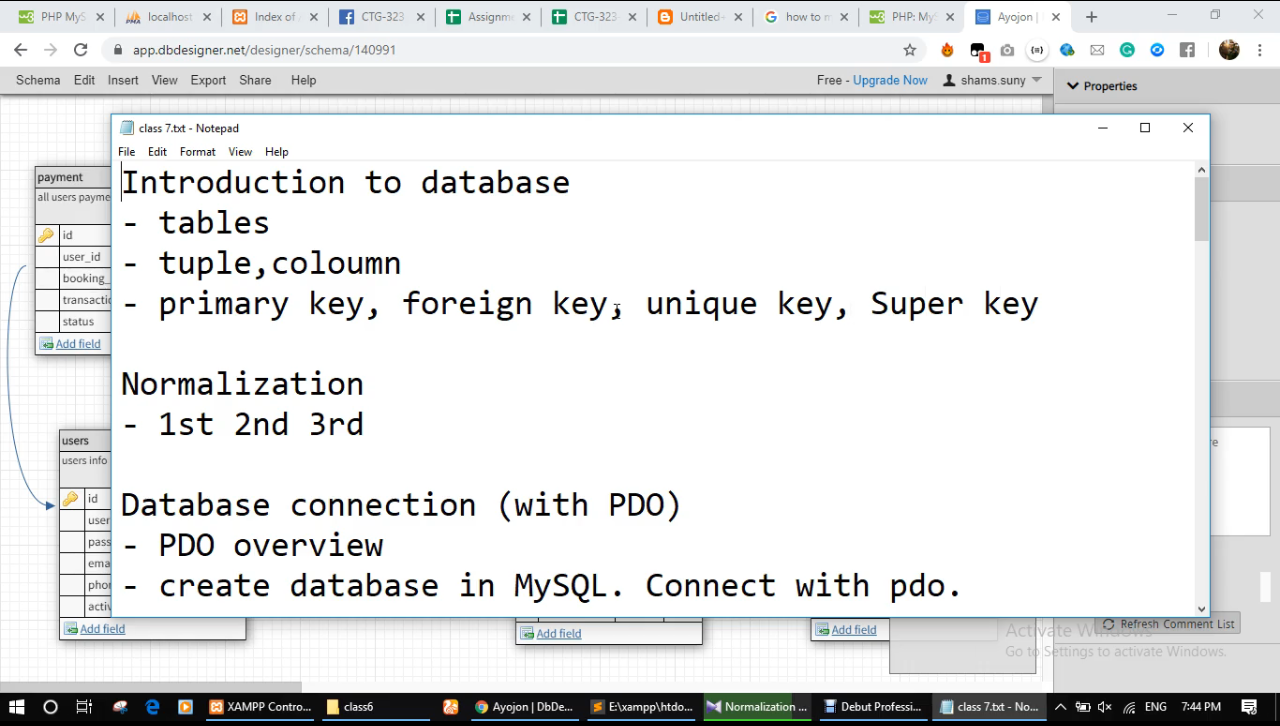 PHP MyS
localhost
Index of
CTG-323
Assignm
CTG-323
Untitled
how to
PHP: MyS
Ayojon |
app.dbdesigner.net/designer/schema/140991
1
Schema Edit Insert View Export Share Help
Free - Upgrade Now
shams.suny
Properties
class 7.txt - Notepad
File Edit Format View Help
Introduction to database
- tables
- tuple,coloumn
- primary key, foreign key, unique key, Super key
Normalization
- 1st 2nd 3rd
Database connection (with PDO)
- PDO overview
- create database in MySQL. Connect with pdo.
payment
all users payme
id
user_id
booking_
transactio
status
Add field
users
users info
id
user
pass
ema
phon
activ
Add field
Add field
Add field
re
Refresh Comment List
Activate Windows
Go to Settings to activate Windows.
XAMPP Contro...
class6
Ayojon | DbDe...
E:\xampp\htdo...
Normalization ...
Debut Professi...
class 7.txt - No...
ENG
7:44 PM